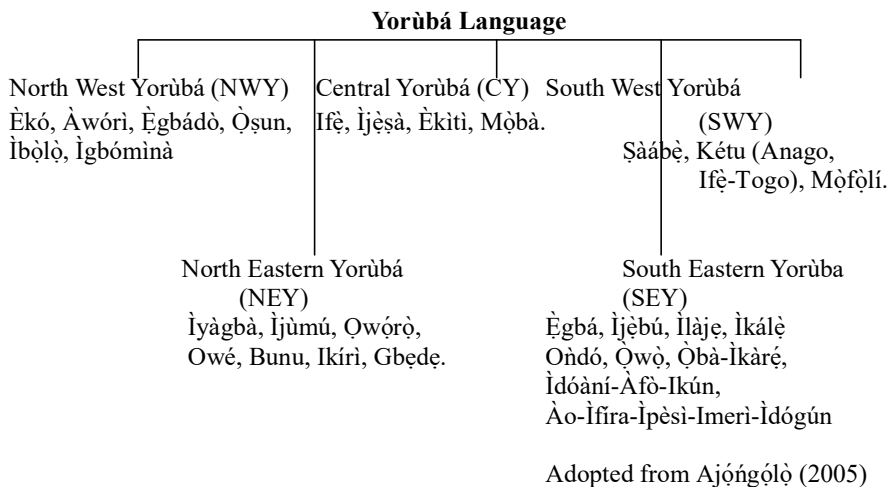 Yorùbá Language
North West Yorùbá (NWY)
Èkó, Àwórì, Ẹ̀gbádò, Ọ̀ṣun,
Ìbọ̀lọ̀, Ìgbómìnà
Central Yorùbá (CY)
Ifẹ̀, Ìjẹ̀ṣà, Èkìtì, Mọ̀bà.
South West Yorùbá
(SWY)
Ṣàábẹ̀, Kétu (Anago,
Ifẹ̀-Togo), Mọ̀fọ̀lí.
North Eastern Yorùbá
(NEY)
Ìyàgbà, Ìjùmú, Ọwọ́rọ̀,
Owé, Bunu, Ikírì, Gbẹdẹ.
South Eastern Yorùba
(SEY)
Ẹ̀gbá, Ìjẹ̀bú, Ìlàjẹ, Ìkálẹ̀
Oǹdó, Ọ̀wọ̀, Ọ̀bà-Ìkàrẹ́,
Ìdóàní-Àfò-Ikún,
Ào-Ìfíra-Ìpèsì-Imerì-Ìdógún
Adopted from Ajọ́ńgọ́lọ̀ (2005)